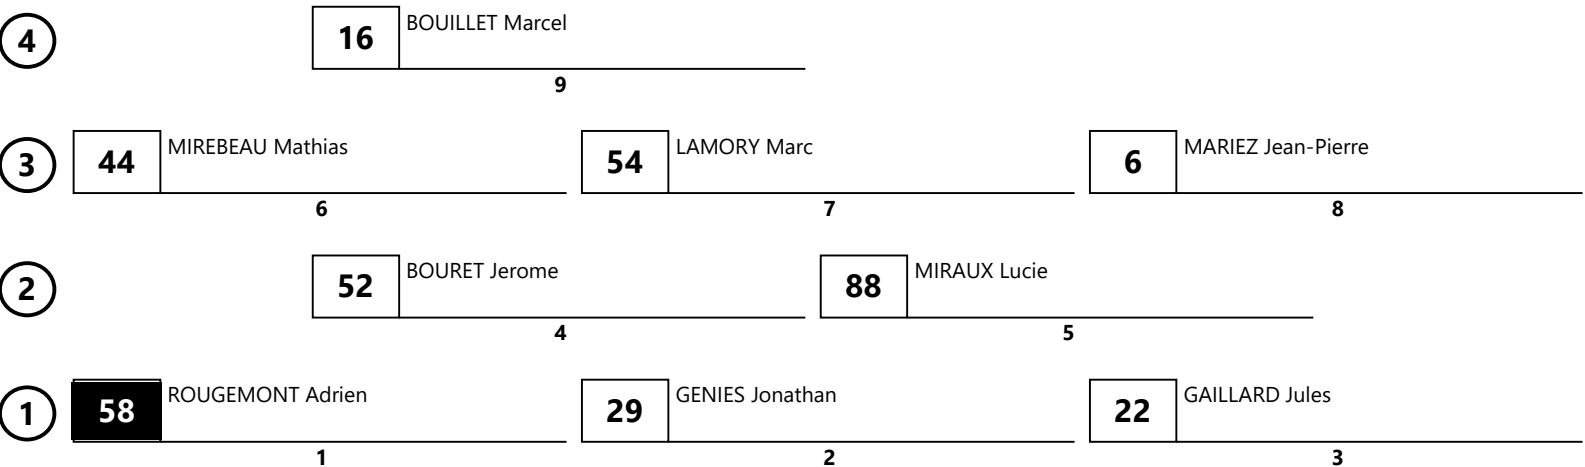 4
16 BOUILLET Marcel
9
3
44 MIREBEAU Mathias 54 LAMORY Marc 6 MARIEZ Jean-Pierre
6 7 8
2
52 BOURET Jerome 88 MIRAUX Lucie
4 5
1
58 ROUGEMONT Adrien 29 GENIES Jonathan 22 GAILLARD Jules
1 2 3